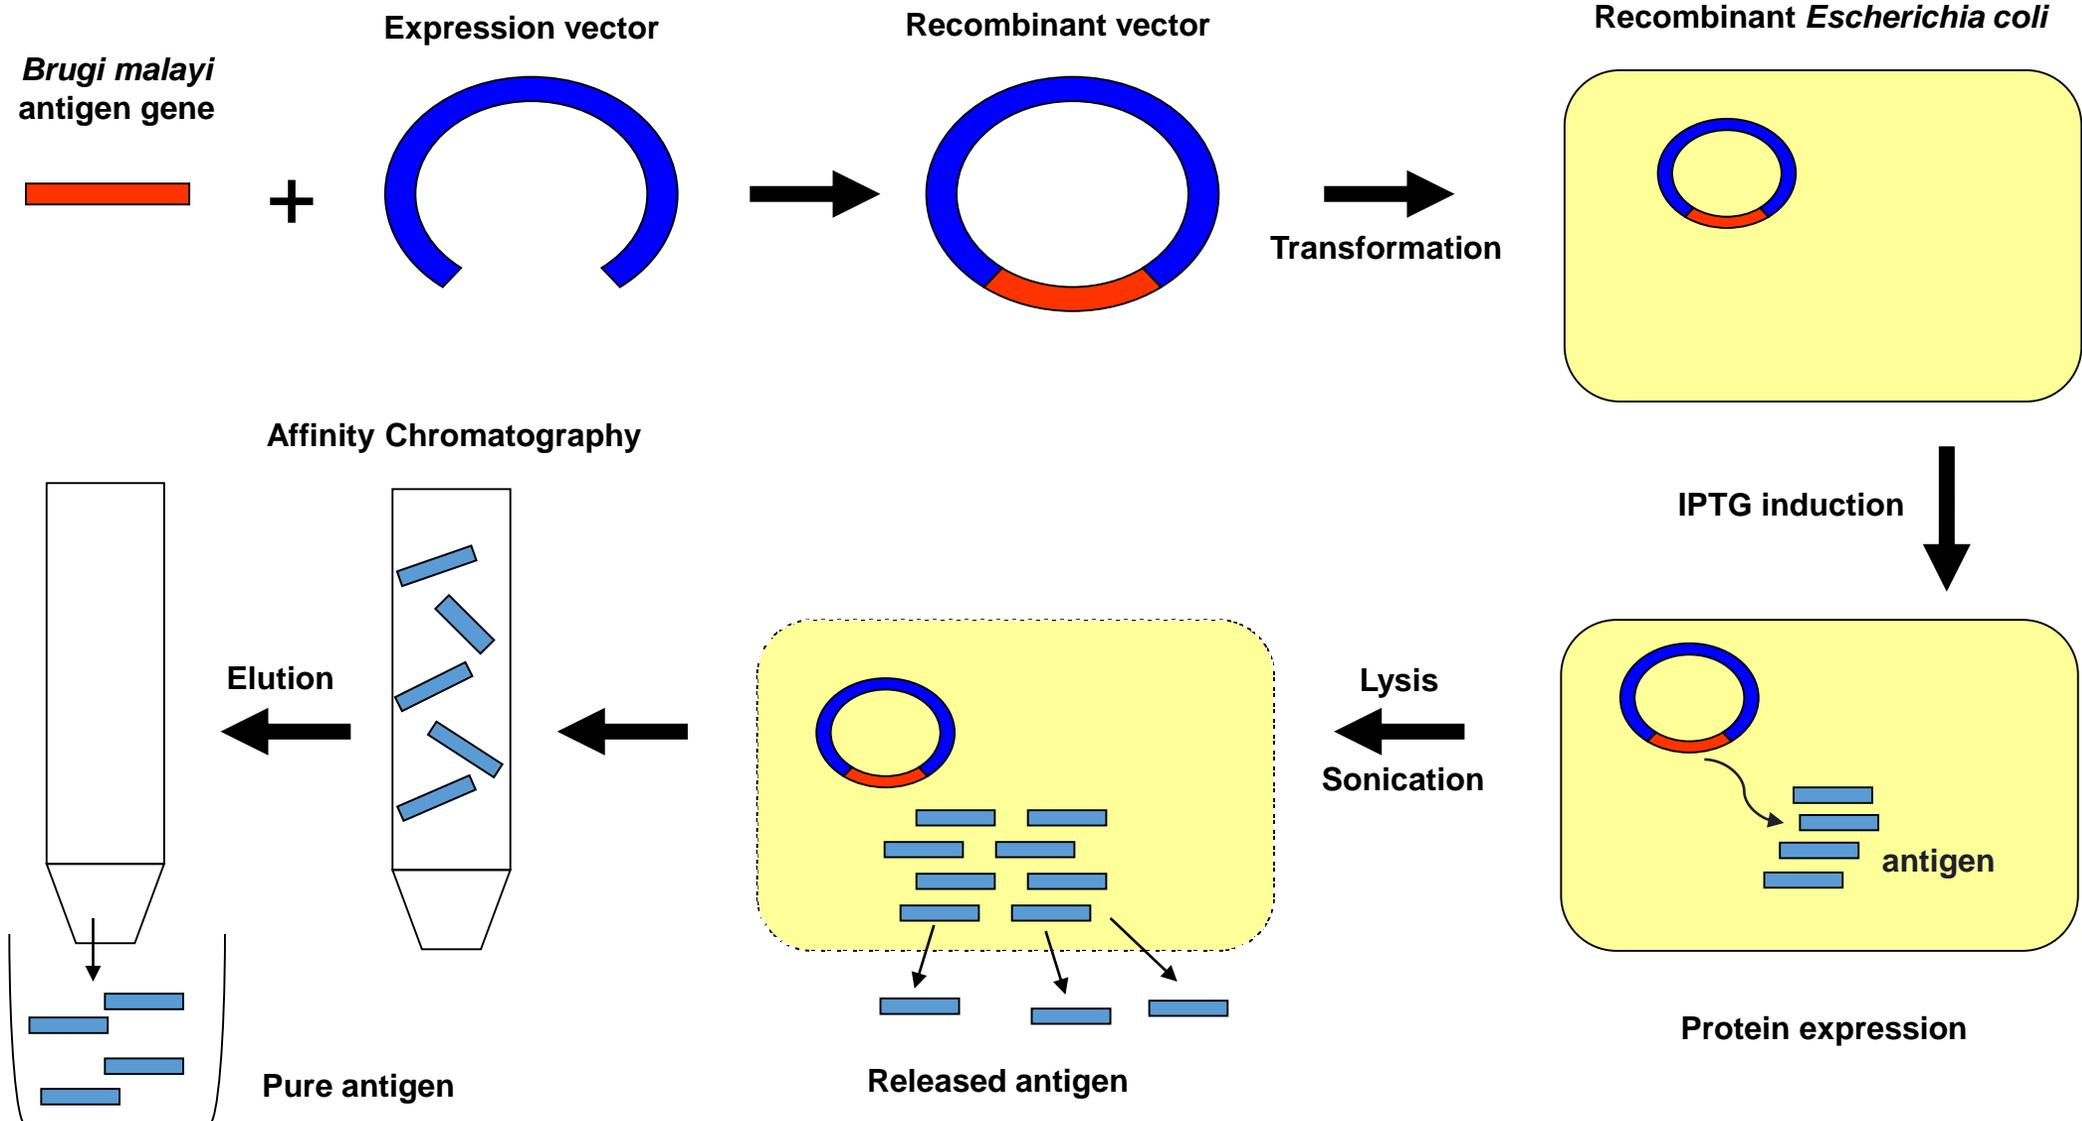 Brugi malayi
antigen gene
Expression vector
Recombinant vector
Transformation
Recombinant Escherichia coli
IPTG induction
antigen
Protein expression
Lysis
Sonication
Released antigen
Affinity Chromatography
Elution
Pure antigen